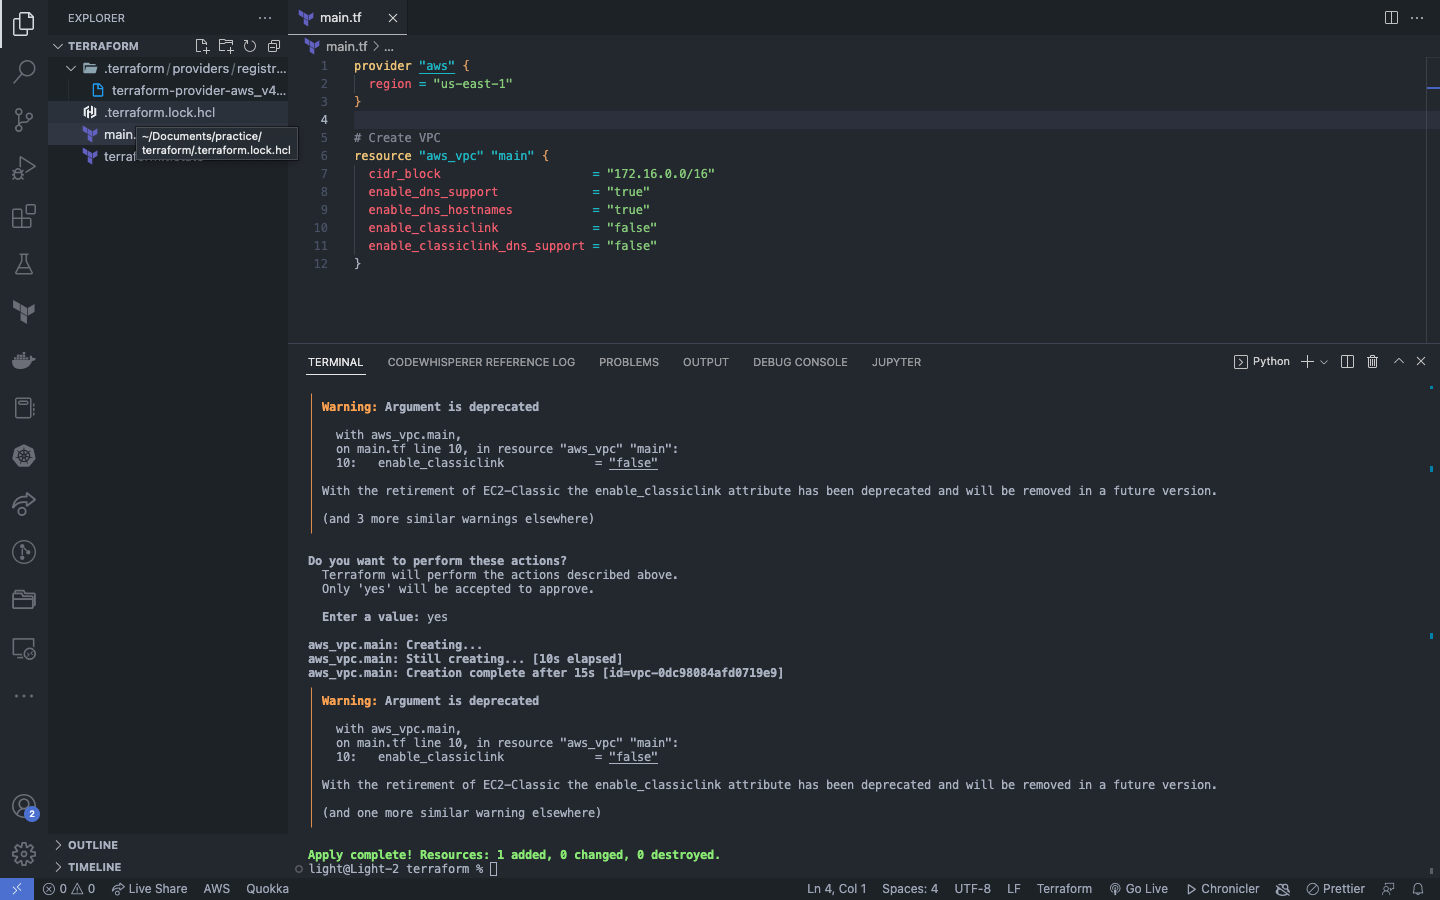 EXPLORER
TERRAFORM
.terraform / providers / registr...
terraform-provider-aws_v4...
.terraform.lock.hcl
main.
~/Documents/practice/
terraform/.terraform.lock.hcl
main.tf
main.tf > ...
1 provider "aws" {
2 region = "us-east-1"
3 }
4
5 # Create VPC
6 resource "aws_vpc" "main" {
7 cidr_block = "172.16.0.0/16"
8 enable_dns_support = "true"
9 enable_dns_hostnames = "true"
10 enable_classiclink = "false"
11 enable_classiclink_dns_support = "false"
12 }
TERMINAL CODEWHISPERER REFERENCE LOG PROBLEMS OUTPUT DEBUG CONSOLE JUPYTER Python
Warning: Argument is deprecated
with aws_vpc.main,
on main.tf line 10, in resource "aws_vpc" "main":
10: enable_classiclink = "false"
With the retirement of EC2-Classic the enable_classiclink attribute has been deprecated and will be removed in a future version.
(and 3 more similar warnings elsewhere)
Do you want to perform these actions?
Terraform will perform the actions described above.
Only 'yes' will be accepted to approve.
Enter a value: yes
aws_vpc.main: Creating...
aws_vpc.main: Still creating... [10s elapsed]
aws_vpc.main: Creation complete after 15s [id=vpc-0dc98084afd0719e9]
Warning: Argument is deprecated
with aws_vpc.main,
on main.tf line 10, in resource "aws_vpc" "main":
10: enable_classiclink = "false"
With the retirement of EC2-Classic the enable_classiclink attribute has been deprecated and will be removed in a future version.
(and one more similar warning elsewhere)
Apply complete! Resources: 1 added, 0 changed, 0 destroyed.
light@Light-2 terraform %
2
OUTLINE
TIMELINE
0 0 Live Share AWS Quokka Ln 4, Col 1 Spaces: 4 UTF-8 LF Terraform Go Live Chronicler Prettier